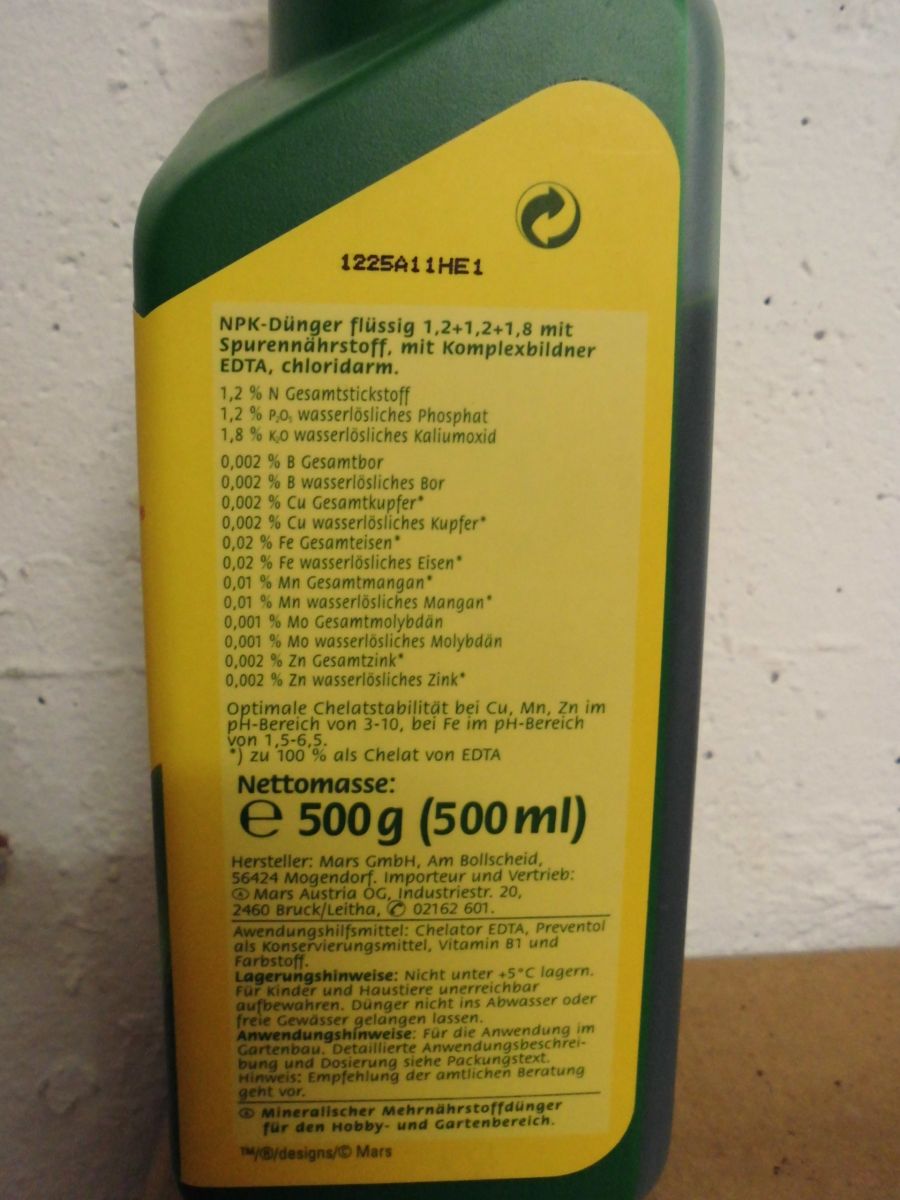 1225A11HE1
NPK-Dünger flüssig 1,2+1,2+1,8 mit
Spurennährstoff, mit Komplexbildner
EDTA, chloridarm.
1,2 % N Gesamtstickstoff
1,2 % P₂O₅ wasserlösliches Phosphat
1,8 % K₂O wasserlösliches Kaliumoxid
0,002 % B Gesamtbor
0,002 % B wasserlösliches Bor
0,002 % Cu Gesamtkupfer*
0,002 % Cu wasserlösliches Kupfer*
0,02 % Fe Gesamteisen*
0,02 % Fe wasserlösliches Eisen*
0,01 % Mn Gesamtmangan*
0,01 % Mn wasserlösliches Mangan*
0,001 % Mo Gesamtmolybdän
0,001 % Mo wasserlösliches Molybdän
0,002 % Zn Gesamtzink*
0,002 % Zn wasserlösliches Zink*
Optimale Chelatstabilität bei Cu, Mn, Zn im
pH-Bereich von 3-10, bei Fe im pH-Bereich
von 1,5-6,5.
*) zu 100 % als Chelat von EDTA
Nettomasse:
℮ 500g (500ml)
Hersteller: Mars GmbH, Am Bollscheid,
56424 Mogendorf. Importeur und Vertrieb:
Ⓐ Mars Austria OG, Industriestr. 20,
2460 Bruck/Leitha, ✆ 02162 601.
Awendungshilfsmittel: Chelator EDTA, Preventol
als Konservierungsmittel, Vitamin B1 und
Farbstoff.
Lagerungshinweise: Nicht unter +5°C lagern.
Für Kinder und Haustiere unerreichbar
aufbewahren. Dünger nicht ins Abwasser oder
freie Gewässer gelangen lassen.
Anwendungshinweise: Für die Anwendung im
Gartenbau. Detaillierte Anwendungsbeschrei-
bung und Dosierung siehe Packungstext.
Hinweis: Empfehlung der amtlichen Beratung
geht vor.
Ⓐ Mineralischer Mehrnährstoffdünger
für den Hobby- und Gartenbereich.
™/®/designs/© Mars